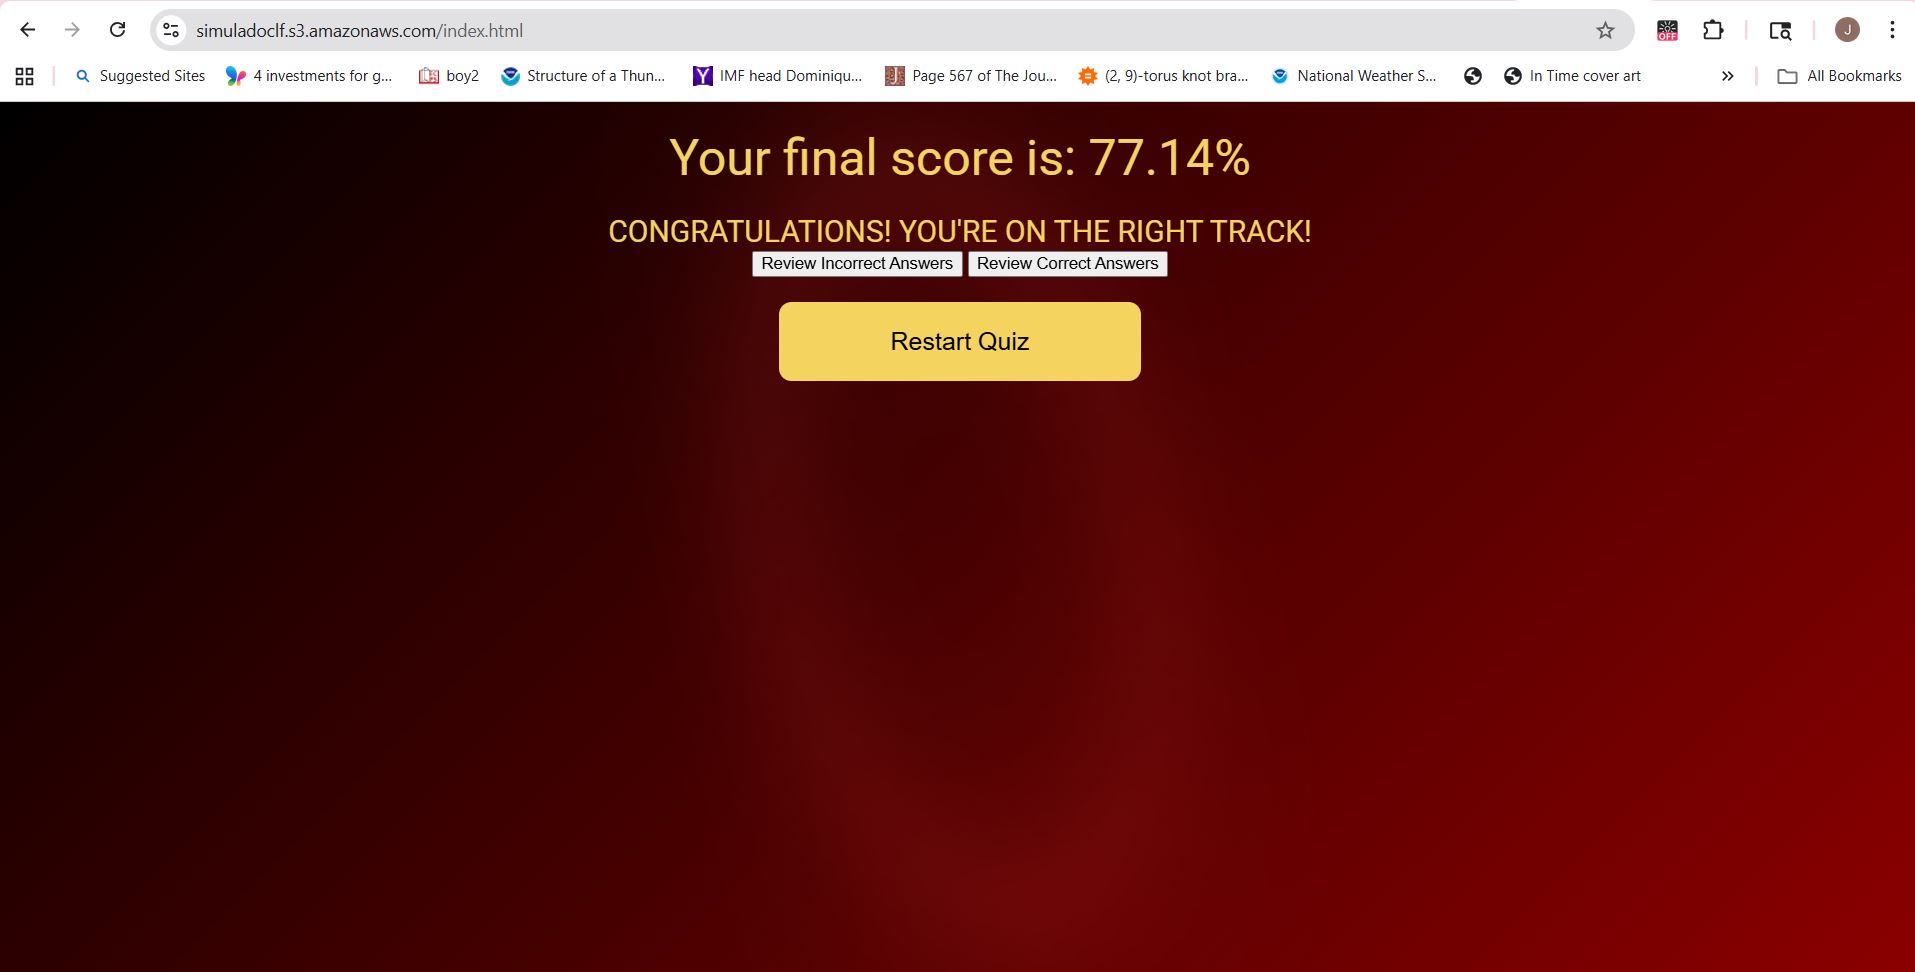 simuladoclf.s3.amazonaws.com/index.html
OFF
J
Suggested Sites
4 investments for g...
boy2
Structure of a Thun...
Y
IMF head Dominiqu...
J
Page 567 of The Jou...
(2, 9)-torus knot bra...
National Weather S...
In Time cover art
»
All Bookmarks
Your final score is: 77.14%
CONGRATULATIONS! YOU'RE ON THE RIGHT TRACK!
Review Incorrect Answers
Review Correct Answers
Restart Quiz